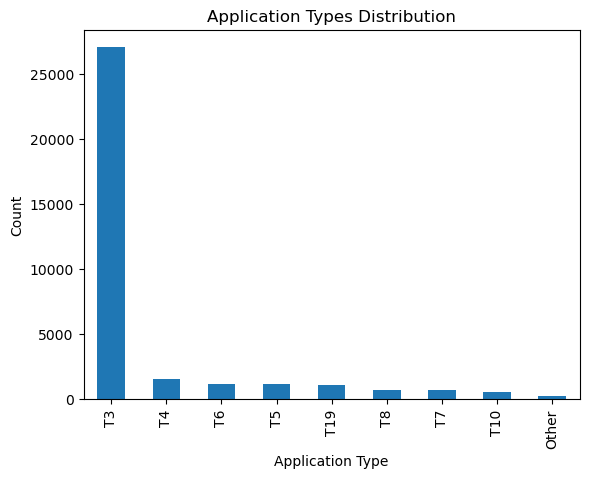 Application Types Distribution
25000
20000
15000
10000
5000
0
Count
T3
T4
T6
T5
T19
T8
T7
T10
Other
Application Type